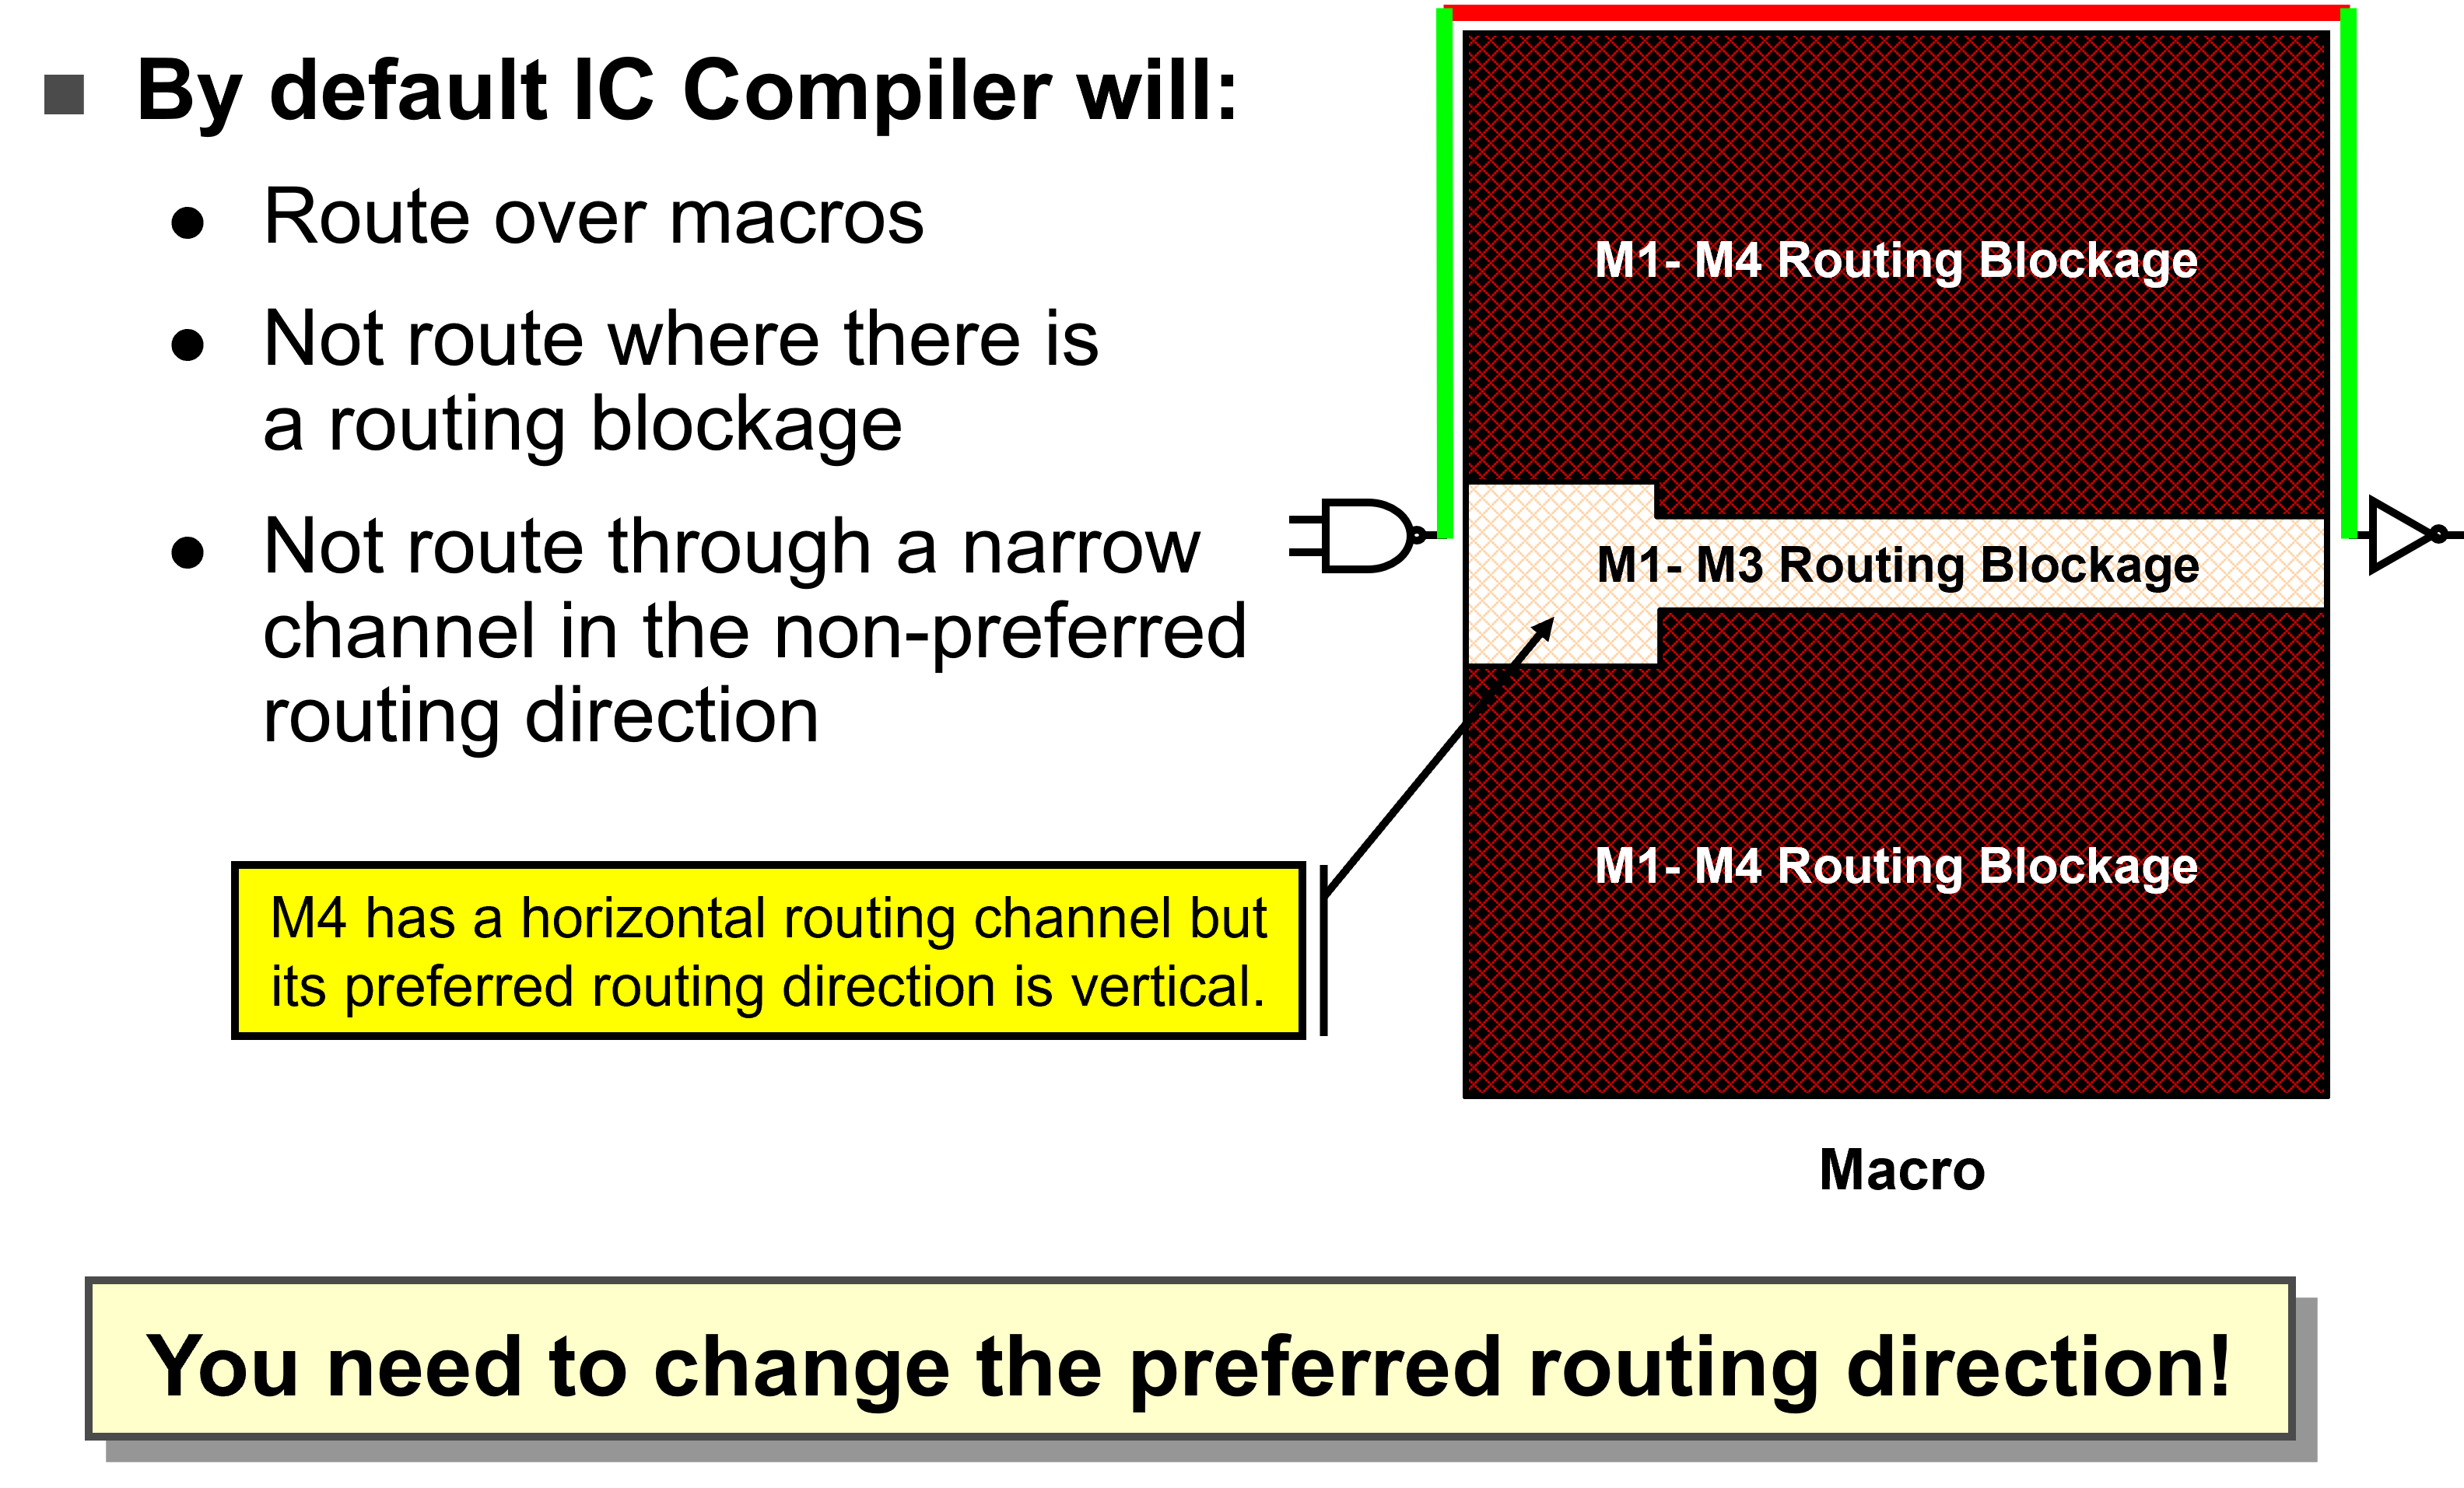 By default IC Compiler will:
Route over macros
Not route where there is
a routing blockage
Not route through a narrow
channel in the non-preferred
routing direction
M4 has a horizontal routing channel but
its preferred routing direction is vertical.
M1- M4 Routing Blockage
M1- M3 Routing Blockage
M1- M4 Routing Blockage
Macro
You need to change the preferred routing direction!